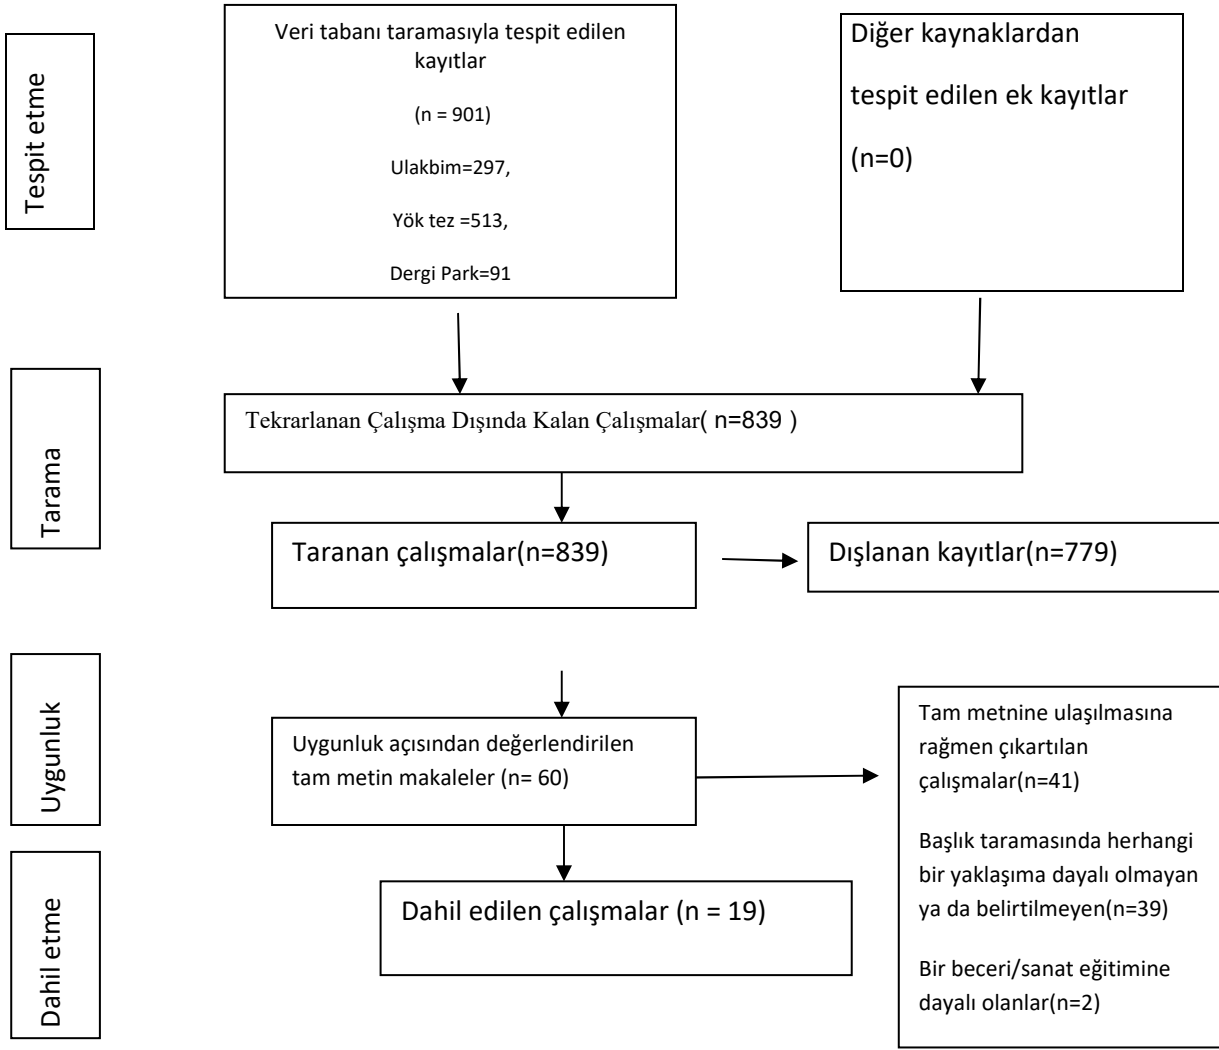 Tespit etme
Veri tabanı taramasıyla tespit edilen
kayıtlar
(n = 901)
Ulakbim=297,
Yök tez =513,
Dergi Park=91
Diğer kaynaklardan
tespit edilen ek kayıtlar
(n=0)
Tarama
Tekrarlanan Çalışma Dışında Kalan Çalışmalar( n=839 )
Taranan çalışmalar(n=839)
Dışlanan kayıtlar(n=779)
Uygunluk
Uygunluk açısından değerlendirilen
tam metin makaleler (n= 60)
Tam metnine ulaşılmasına
rağmen çıkartılan
çalışmalar(n=41)
Başlık taramasında herhangi
bir yaklaşıma dayalı olmayan
ya da belirtilmeyen(n=39)
Bir beceri/sanat eğitimine
dayalı olanlar(n=2)
Dahil etme
Dahil edilen çalışmalar (n = 19)